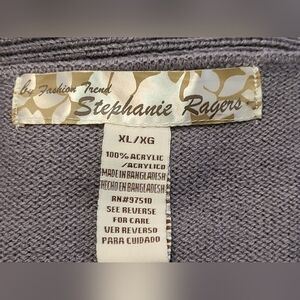 by Fashion Trend
Stephanie Rogers
XL/XG
100% ACRYLIC
/ACRYLICO
MADE IN BANGLADESH
HECHO EN BANGLADESH
RN#97510
SEE REVERSE
FOR CARE
VER REVERSO
PARA CUIDADO